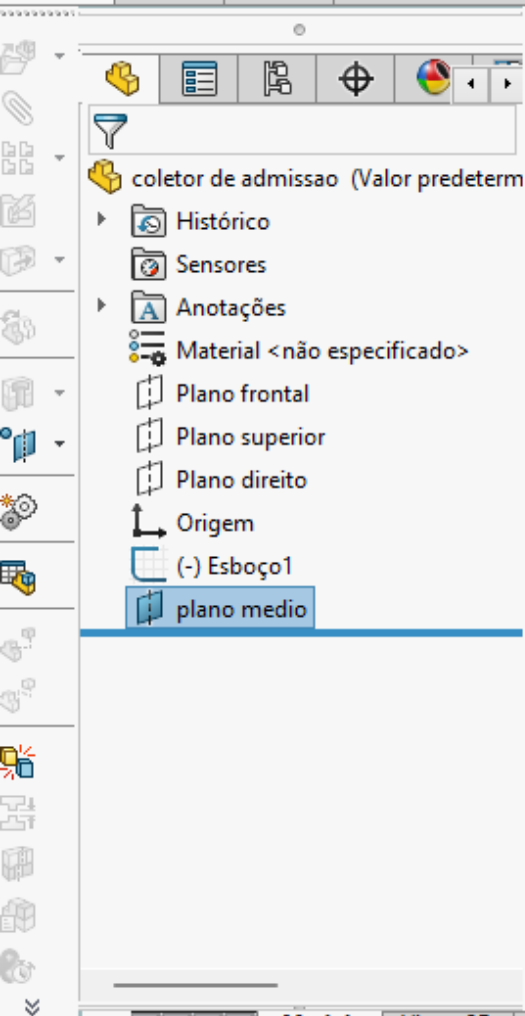 coletor de admissao (Valor predeterm
Histórico
Sensores
A Anotações
Material <não especificado>
Plano frontal
Plano superior
Plano direito
Origem
(-) Esboço1
plano medio